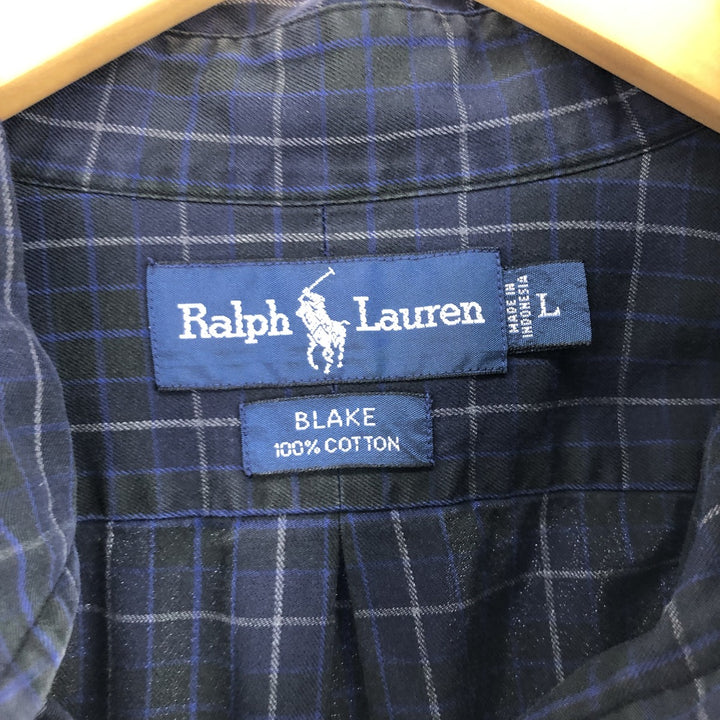 Ralph Lauren
MADE IN
INDONESIA
L
BLAKE
100% COTTON